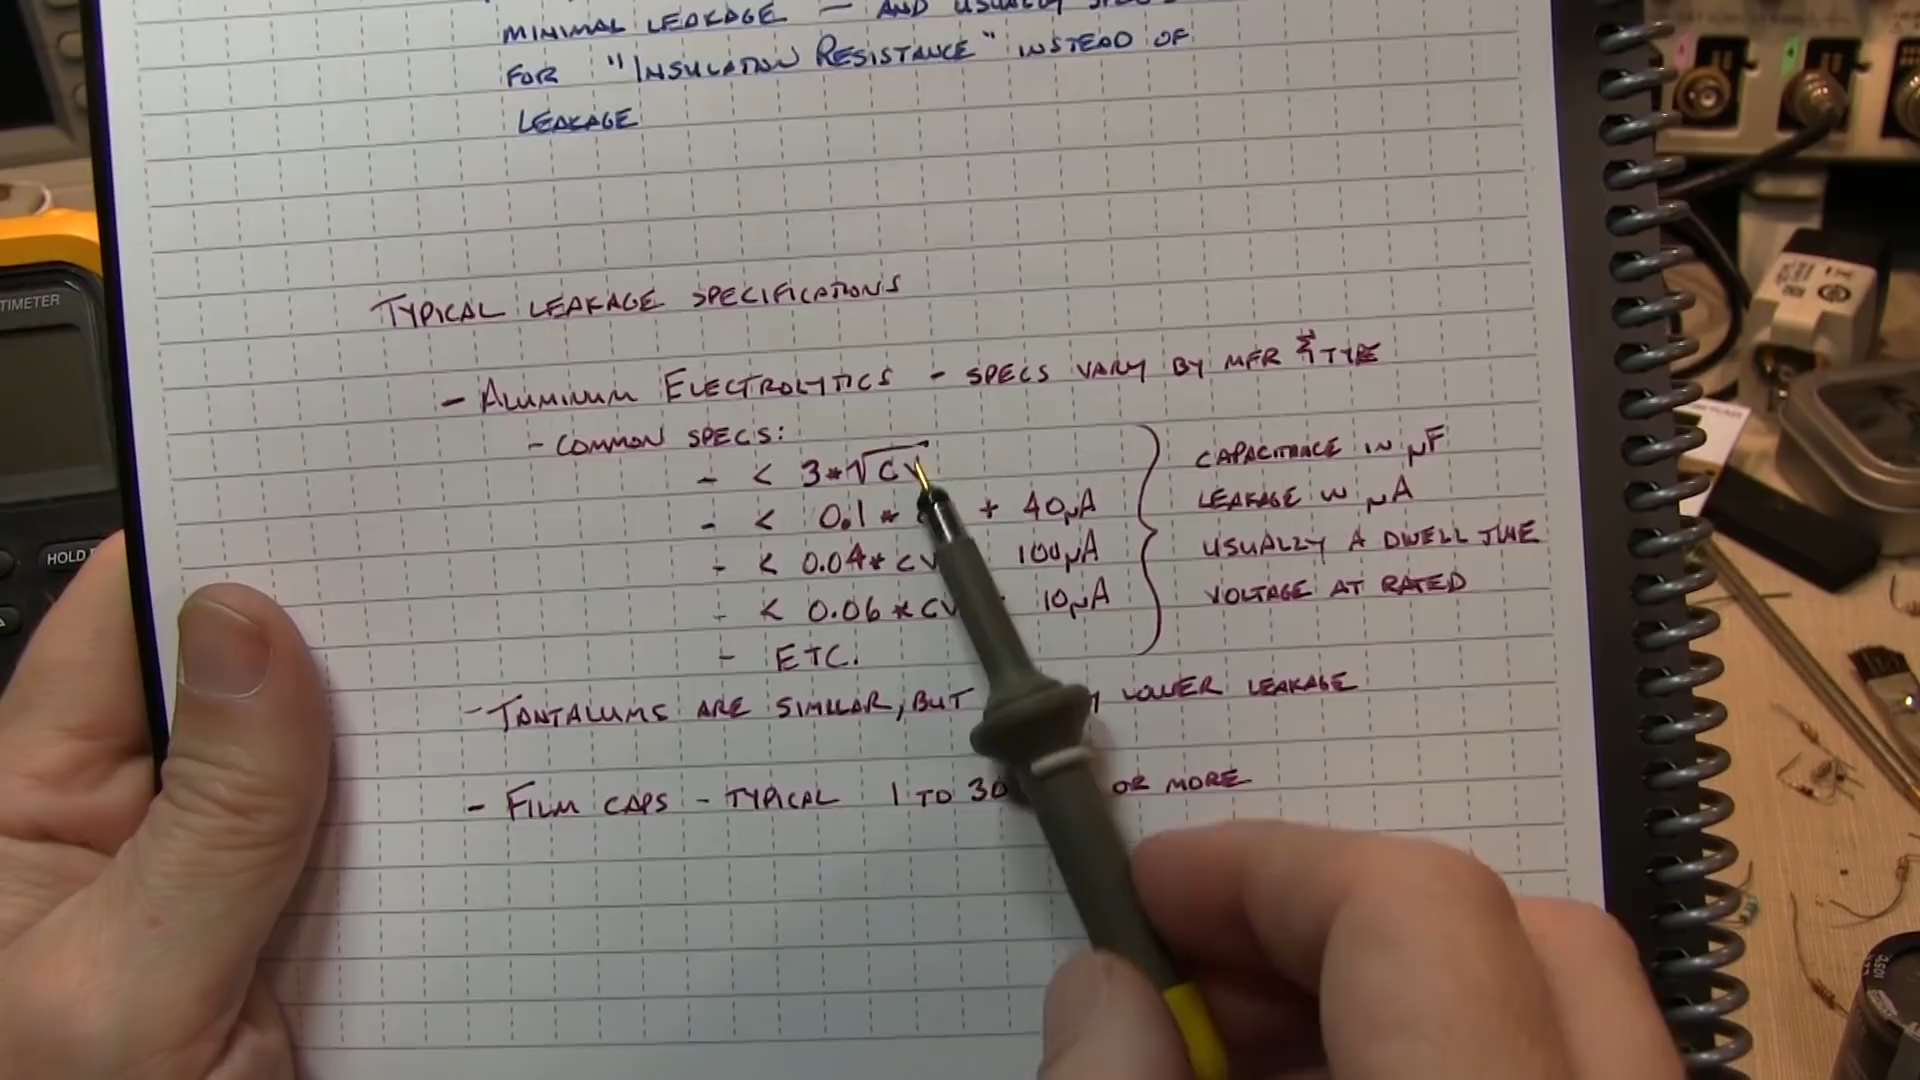 MINIMAL LEAKAGE — AND USUALLY
FOR "INSULATION RESISTANCE" INSTEAD OF
LEAKAGE
TYPICAL LEAKAGE SPECIFICATIONS
- ALUMINUM ELECTROLYTICS - SPECS VARY BY MFR & TYPE
- COMMON SPECS:
- < 3*√CV
- < 0.1 * + 40µA
- < 0.04* CV 100µA
- < 0.06 * CV 10µA
- ETC.
CAPACITANCE IN µF
LEAKAGE IN µA
USUALLY A DWELL TIME
VOLTAGE AT RATED
- TANTALUMS ARE SIMILAR, BUT LOWER LEAKAGE
- FILM CAPS - TYPICAL 1 TO 30 OR MORE
TIMETER
HOLD
105°C